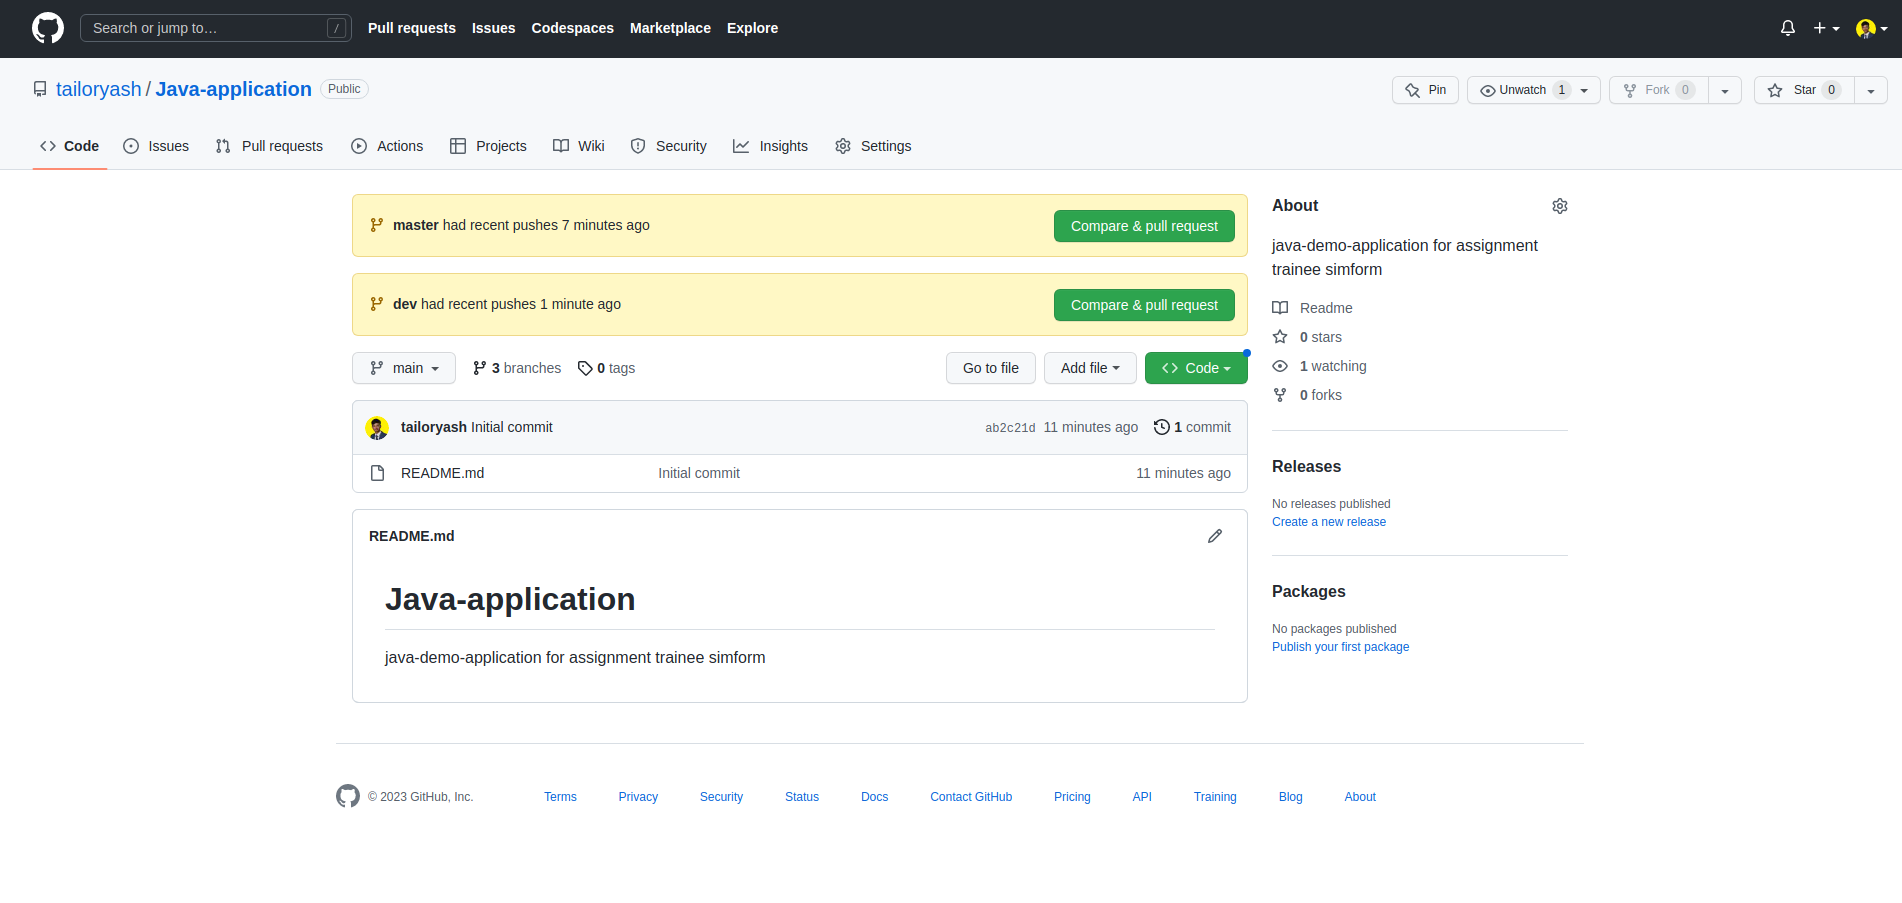 Search or jump to… /
Pull requests Issues Codespaces Marketplace Explore
tailoryash / Java-application Public
Pin Unwatch 1 Fork 0 Star 0
Code Issues Pull requests Actions Projects Wiki Security Insights Settings
master had recent pushes 7 minutes ago
Compare & pull request
dev had recent pushes 1 minute ago
Compare & pull request
main 3 branches 0 tags
Go to file Add file Code
tailoryash Initial commit ab2c21d 11 minutes ago 1 commit
README.md Initial commit 11 minutes ago
README.md
Java-application
java-demo-application for assignment trainee simform
About
java-demo-application for assignment
trainee simform
Readme
0 stars
1 watching
0 forks
Releases
No releases published
Create a new release
Packages
No packages published
Publish your first package
© 2023 GitHub, Inc. Terms Privacy Security Status Docs Contact GitHub Pricing API Training Blog About